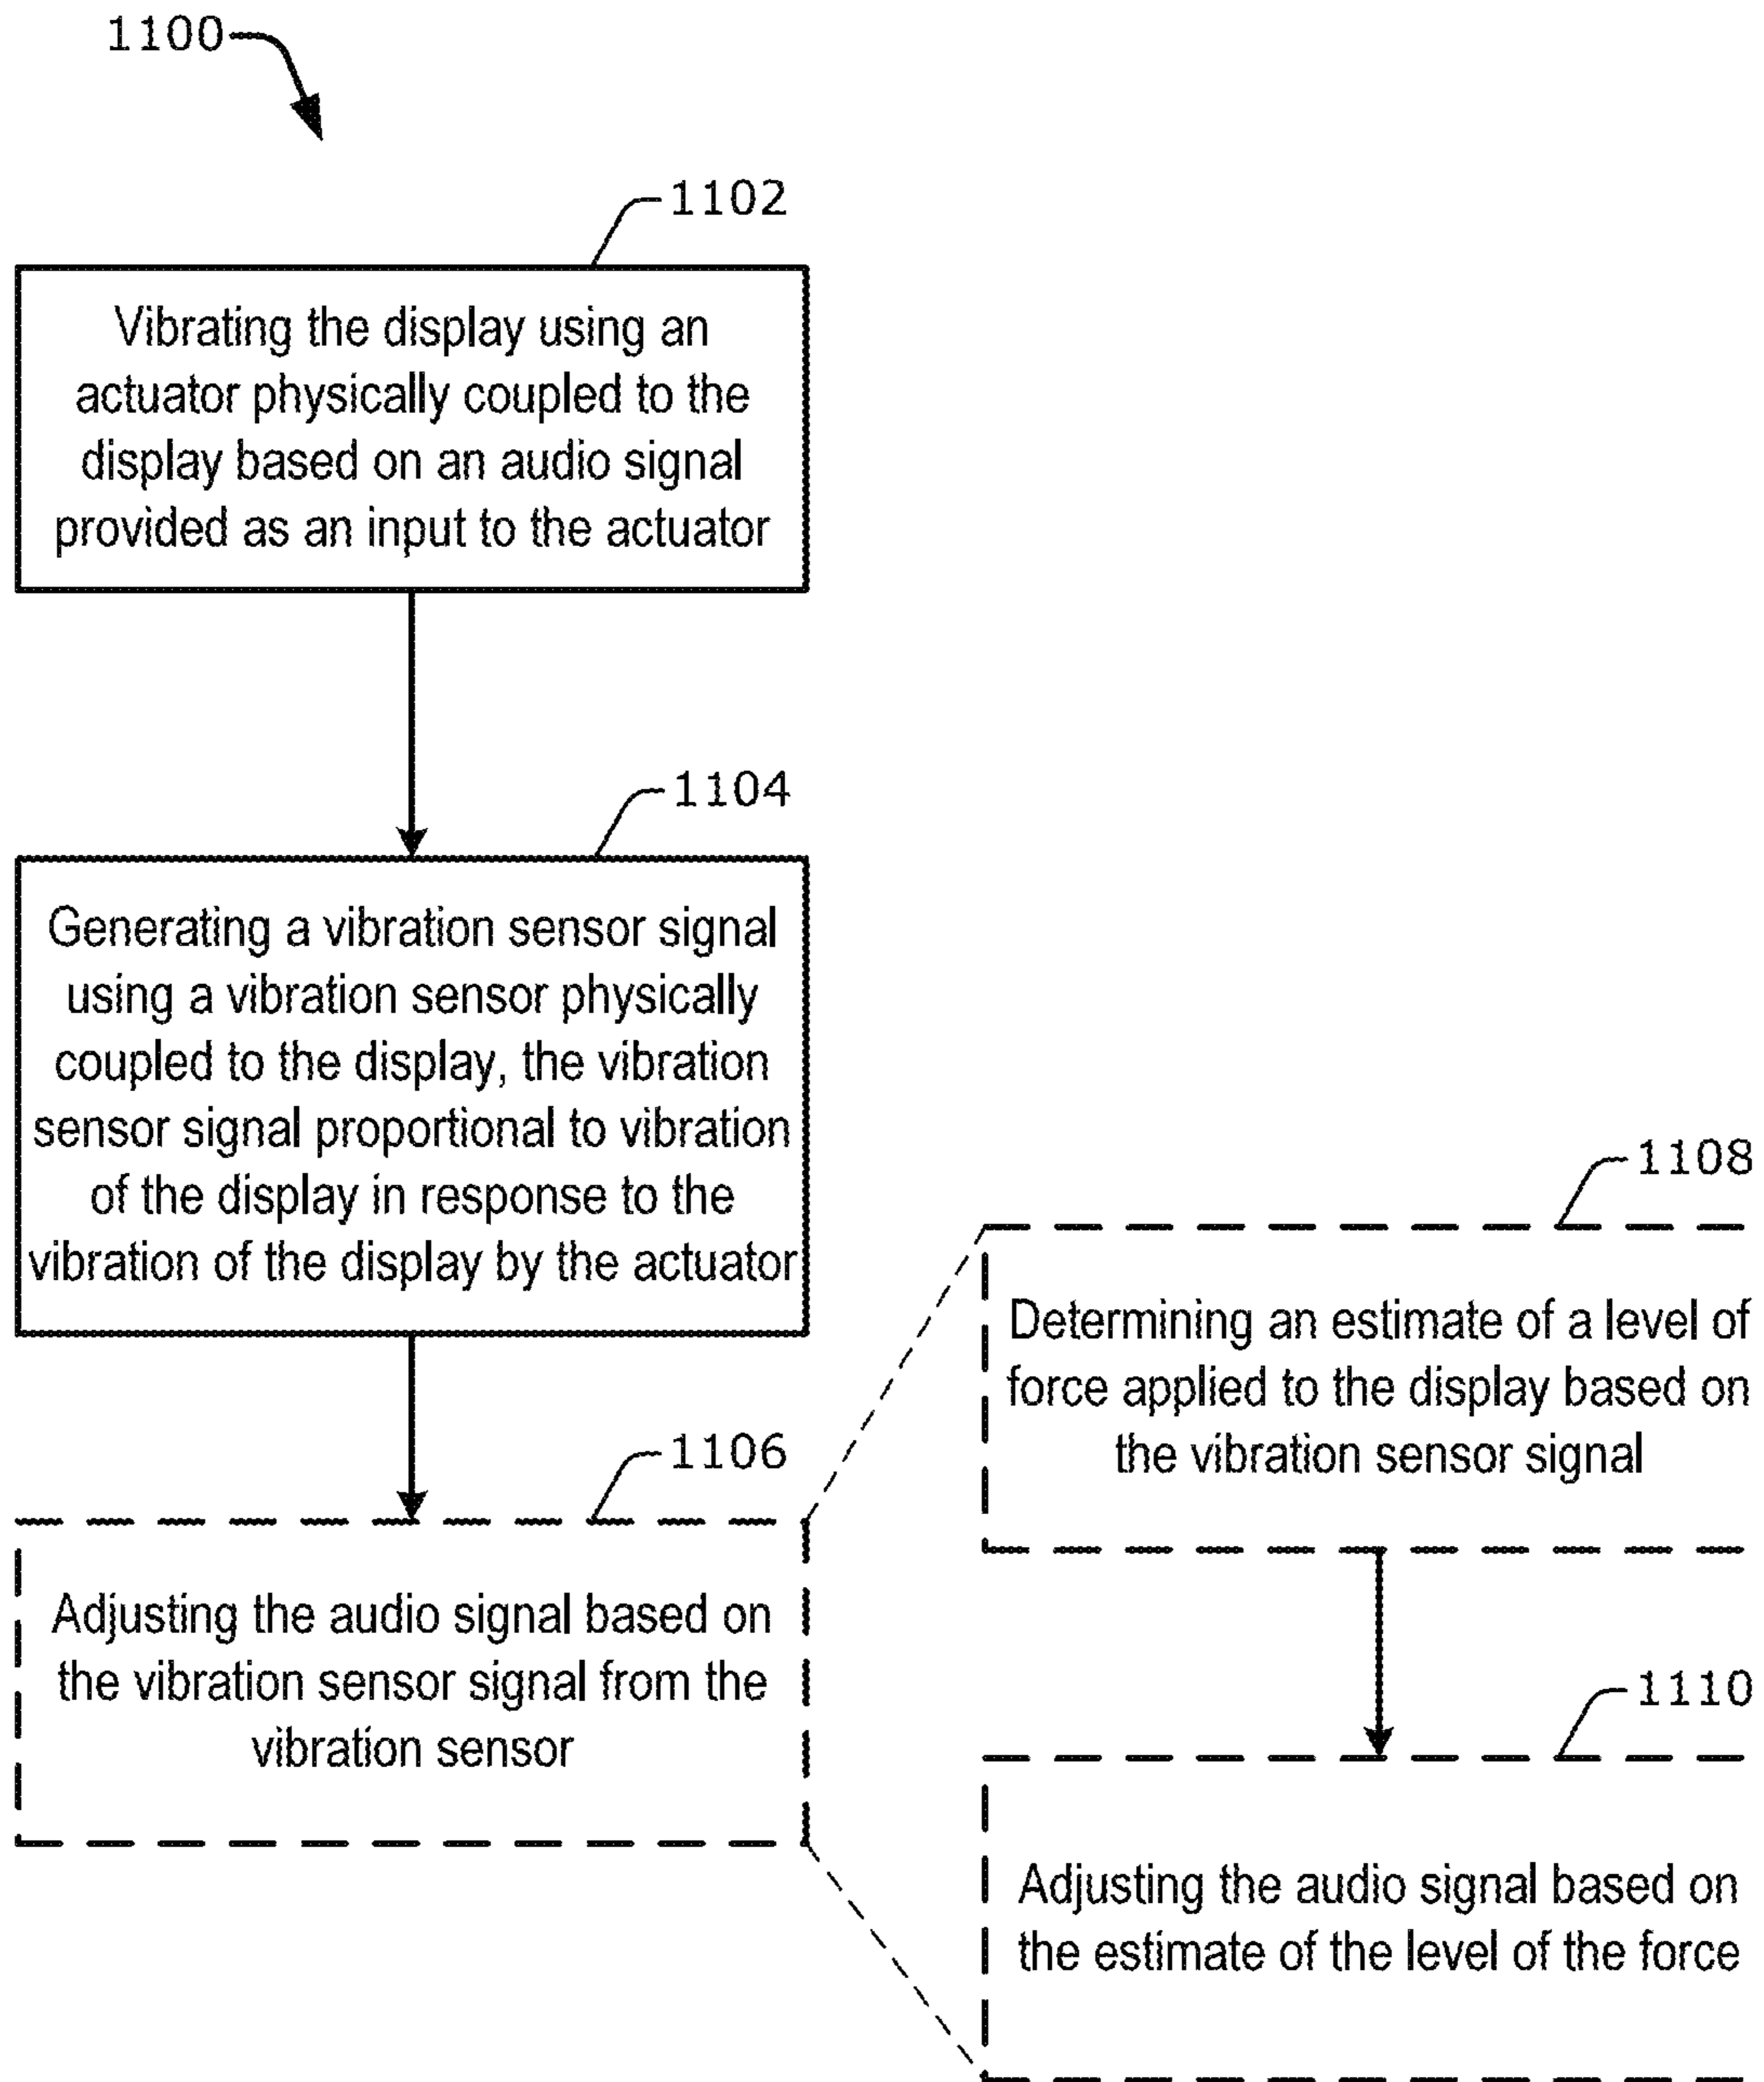 1100
1102
Vibrating the display using an
actuator physically coupled to the
display based on an audio signal
provided as an input to the actuator
1104
Generating a vibration sensor signal
using a vibration sensor physically
coupled to the display, the vibration
sensor signal proportional to vibration
of the display in response to the
vibration of the display by the actuator
1106
Adjusting the audio signal based on
the vibration sensor signal from the
vibration sensor
1108
Determining an estimate of a level of
force applied to the display based on
the vibration sensor signal
1110
Adjusting the audio signal based on
the estimate of the level of the force